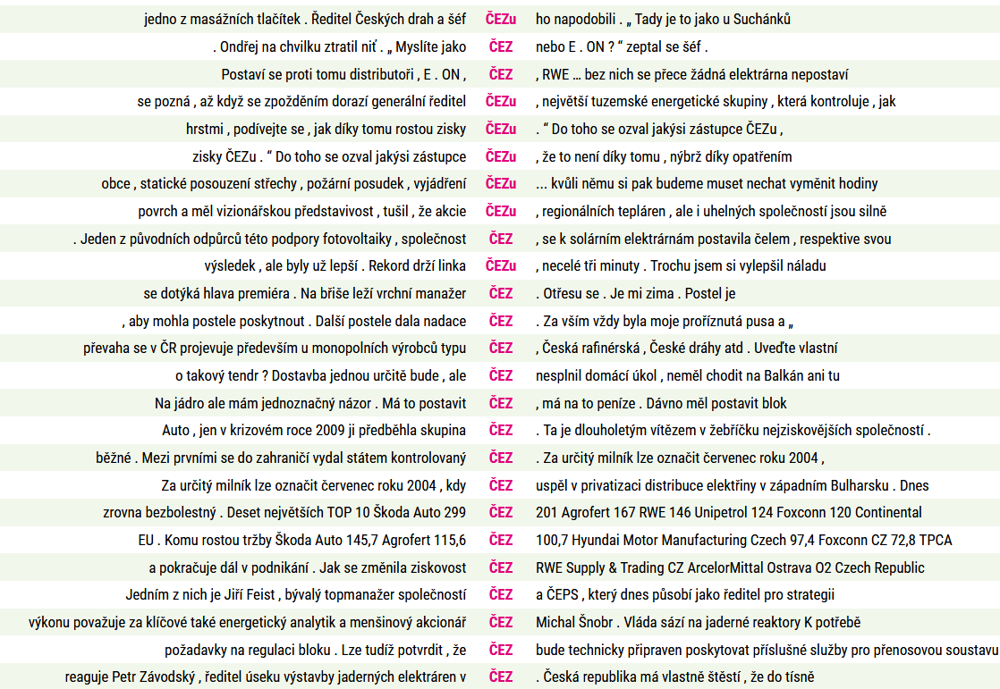 jedno z masážních tlačítek . Ředitel Českých drah a šéf ČEZu ho napodobili . „ Tady je to jako u Suchánků
. Ondřej na chvilku ztratil niť . „ Myslíte jako ČEZ nebo E . ON ? “ zeptal se šéf .
Postaví se proti tomu distributoři , E . ON , ČEZ , RWE … bez nich se přece žádná elektrárna nepostaví
se pozná , až když se zpožděním dorazí generální ředitel ČEZu , největší tuzemské energetické skupiny , která kontroluje , jak
hrstmi , podívejte se , jak díky tomu rostou zisky ČEZu . “ Do toho se ozval jakýsi zástupce ČEZu ,
zisky ČEZu . “ Do toho se ozval jakýsi zástupce ČEZu , že to není díky tomu , nýbrž díky opatřením
obce , statické posouzení střechy , požární posudek , vyjádření ČEZu ... kvůli němu si pak budeme muset nechat vyměnit hodiny
povrch a měl vizionářskou představivost , tušil , že akcie ČEZu , regionálních tepláren , ale i uhelných společností jsou silně
. Jeden z původních odpůrců této podpory fotovoltaiky , společnost ČEZ , se k solárním elektrárnám postavila čelem , respektive svou
výsledek , ale byly už lepší . Rekord drží linka ČEZu , necelé tři minuty . Trochu jsem si vylepšil náladu
se dotýká hlava premiéra . Na břiše leží vrchní manažer ČEZ . Otřesu se . Je mi zima . Postel je
, aby mohla postele poskytnout . Další postele dala nadace ČEZ . Za vším vždy byla moje proříznutá pusa a „
převaha se v ČR projevuje především u monopolních výrobců typu ČEZ , Česká rafinérská , České dráhy atd . Uveďte vlastní
o takový tendr ? Dostavba jednou určitě bude , ale ČEZ nesplnil domácí úkol , neměl chodit na Balkán ani tu
Na jádro ale mám jednoznačný názor . Má to postavit ČEZ , má na to peníze . Dávno měl postavit blok
Auto , jen v krizovém roce 2009 ji předběhla skupina ČEZ . Ta je dlouholetým vítězem v žebříčku nejziskovějších společností .
běžné . Mezi prvními se do zahraničí vydal státem kontrolovaný ČEZ . Za určitý milník lze označit červenec roku 2004 ,
Za určitý milník lze označit červenec roku 2004 , kdy ČEZ uspěl v privatizaci distribuce elektřiny v západním Bulharsku . Dnes
zrovna bezbolestný . Deset největších TOP 10 Škoda Auto 299 ČEZ 201 Agrofert 167 RWE 146 Unipetrol 124 Foxconn 120 Continental
EU . Komu rostou tržby Škoda Auto 145,7 Agrofert 115,6 ČEZ 100,7 Hyundai Motor Manufacturing Czech 97,4 Foxconn CZ 72,8 TPCA
a pokračuje dál v podnikání . Jak se změnila ziskovost ČEZ RWE Supply & Trading CZ ArcelorMittal Ostrava O2 Czech Republic
Jedním z nich je Jiří Feist , bývalý topmanažer společností ČEZ a ČEPS , který dnes působí jako ředitel pro strategii
výkonu považuje za klíčové také energetický analytik a menšinový akcionář ČEZ Michal Šnobr . Vláda sází na jaderné reaktory K potřebě
požadavky na regulaci bloku . Lze tudíž potvrdit , že ČEZ bude technicky připraven poskytovat příslušné služby pro přenosovou soustavu
reaguje Petr Závodský , ředitel úseku výstavby jaderných elektráren v ČEZ . Česká republika má vlastně štěstí , že do tísně